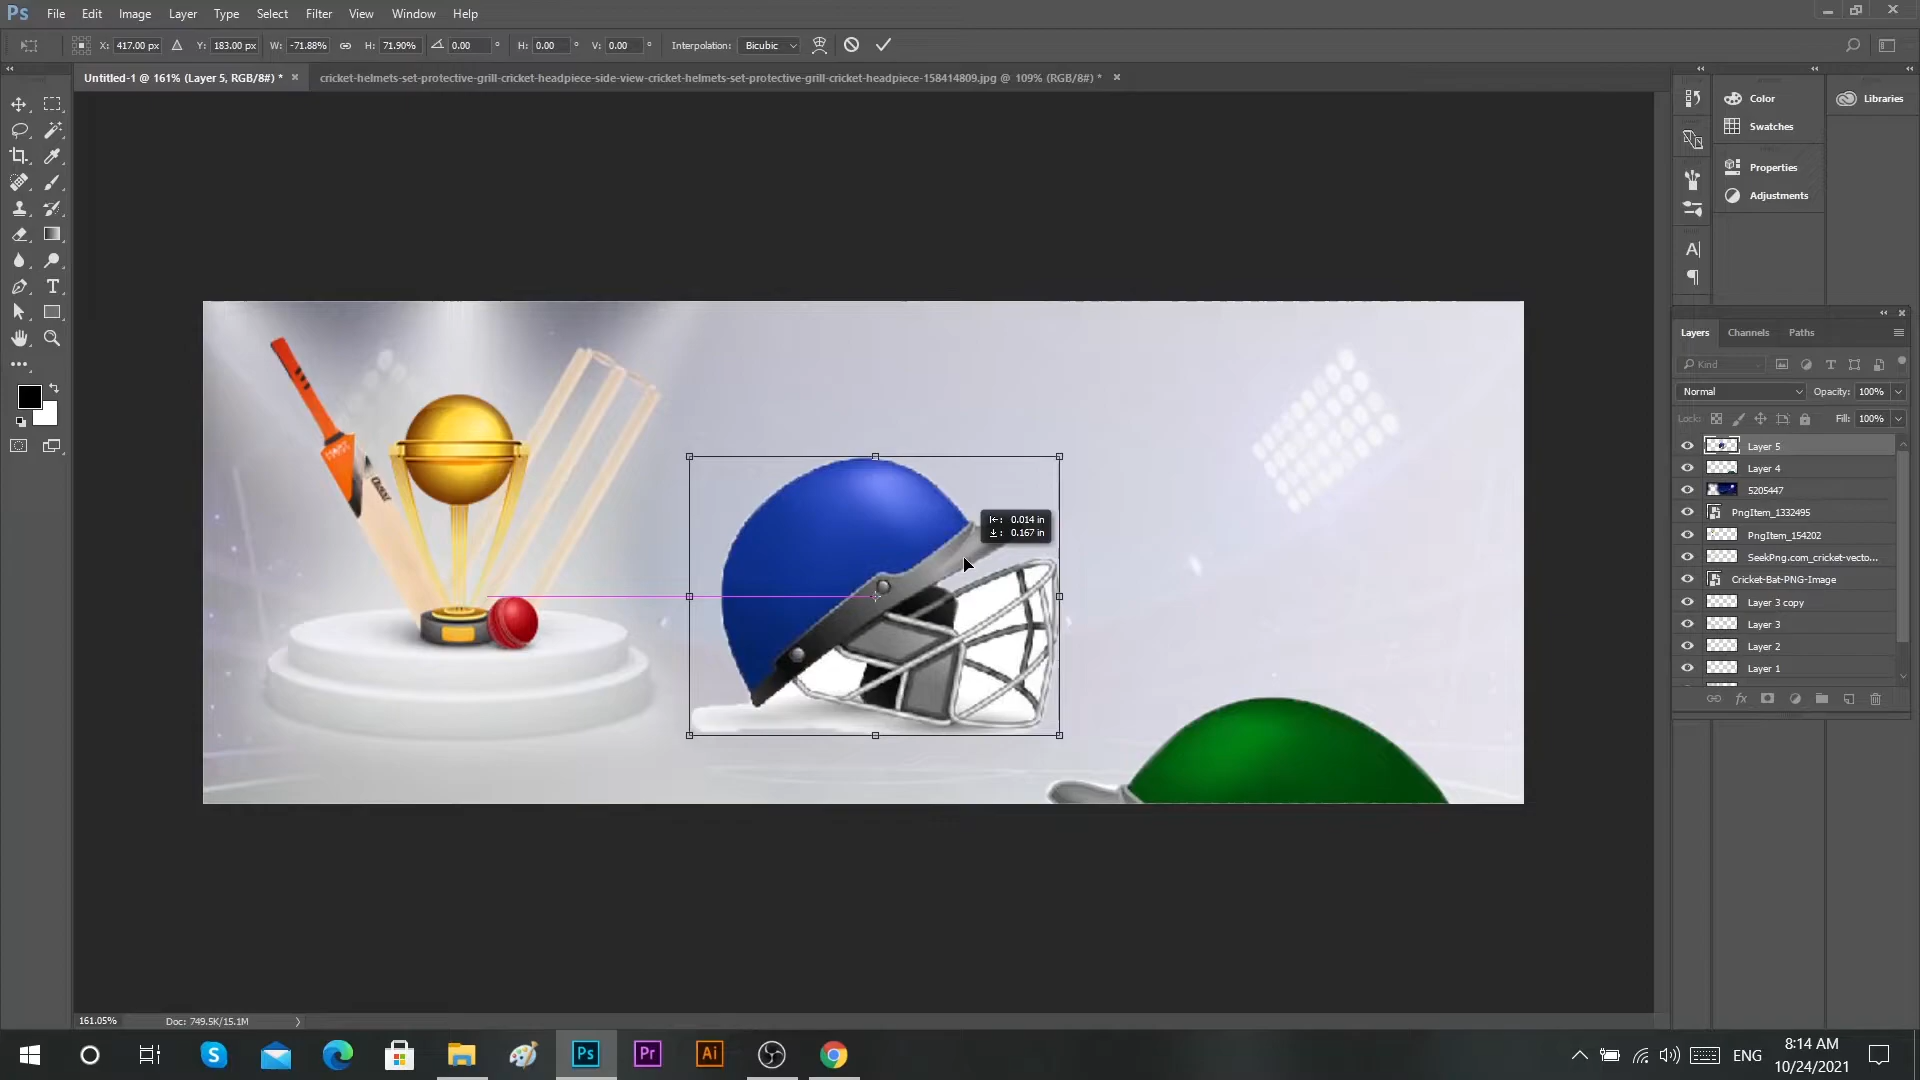 Ps File Edit Image Layer Type Select Filter View Window Help
X: 417.00 px Y: 183.00 px W: -71.88% H: 71.90% 0.00 ° H: 0.00 ° V: 0.00 ° Interpolation: Bicubic
Untitled-1 @ 161% (Layer 5, RGB/8#) * × cricket-helmets-set-protective-grill-cricket-headpiece-side-view-cricket-helmets-set-protective-grill-cricket-headpiece-158414809.jpg @ 109% (RGB/8#) * ×
Color
Swatches
Properties
Adjustments
Libraries
Layers Channels Paths
Kind
Normal Opacity: 100%
Lock: Fill: 100%
Layer 5
Layer 4
5205447
PngItem_1332495
PngItem_154202
SeekPng.com_cricket-vecto...
Cricket-Bat-PNG-Image
Layer 3 copy
Layer 3
Layer 2
Layer 1
fx
0.014 in
0.167 in
161.05% Doc: 749.5K/15.1M
Ps Pr Ai
ENG
8:14 AM
10/24/2021